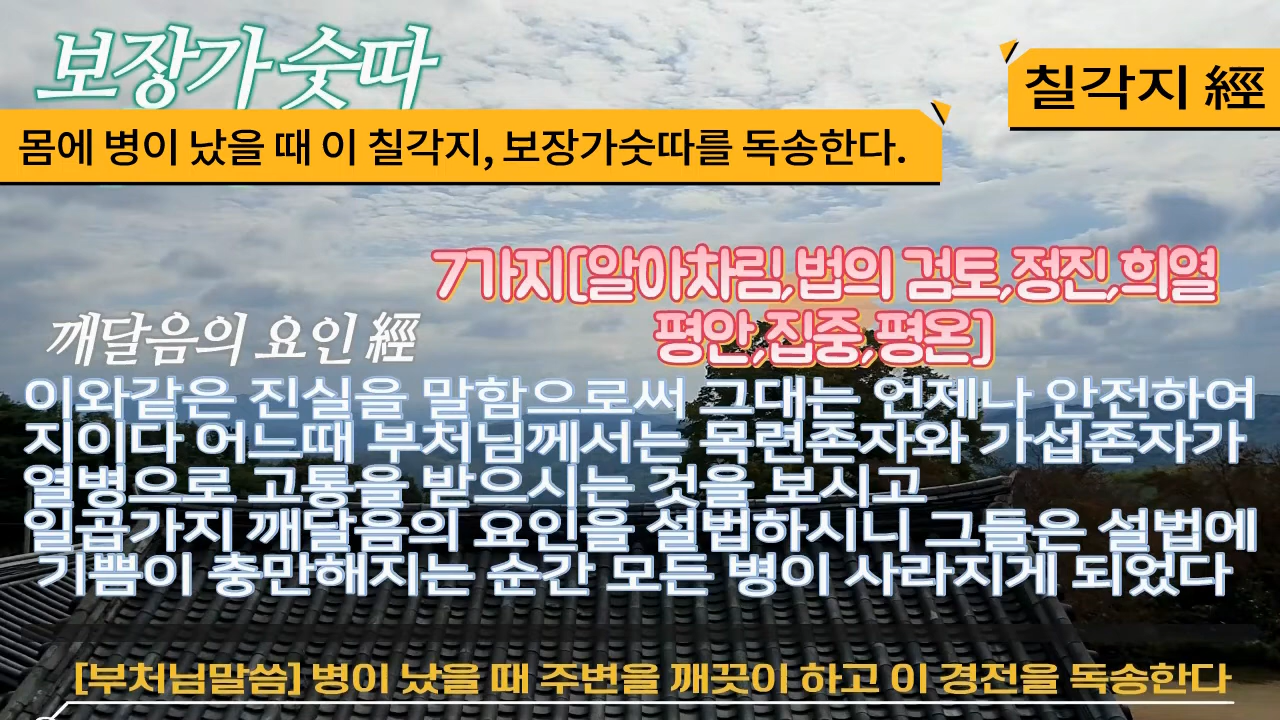 보장가 숫따
칠각지 經
몸에 병이 났을 때 이 칠각지, 보장가숫따를 독송한다.
7가지[알아차림,법의 검토,정진,희열
평안,집중,평온]
깨달음의 요인 經
이와같은 진실을 말함으로써 그대는 언제나 안전하여
지이다 어느때 부처님께서는 목련존자와 가섭존자가
열병으로 고통을 받으시는 것을 보시고
일곱가지 깨달음의 요인을 설법하시니 그들은 설법에
기쁨이 충만해지는 순간 모든 병이 사라지게 되었다
[부처님말씀] 병이 났을 때 주변을 깨끗이 하고 이 경전을 독송한다